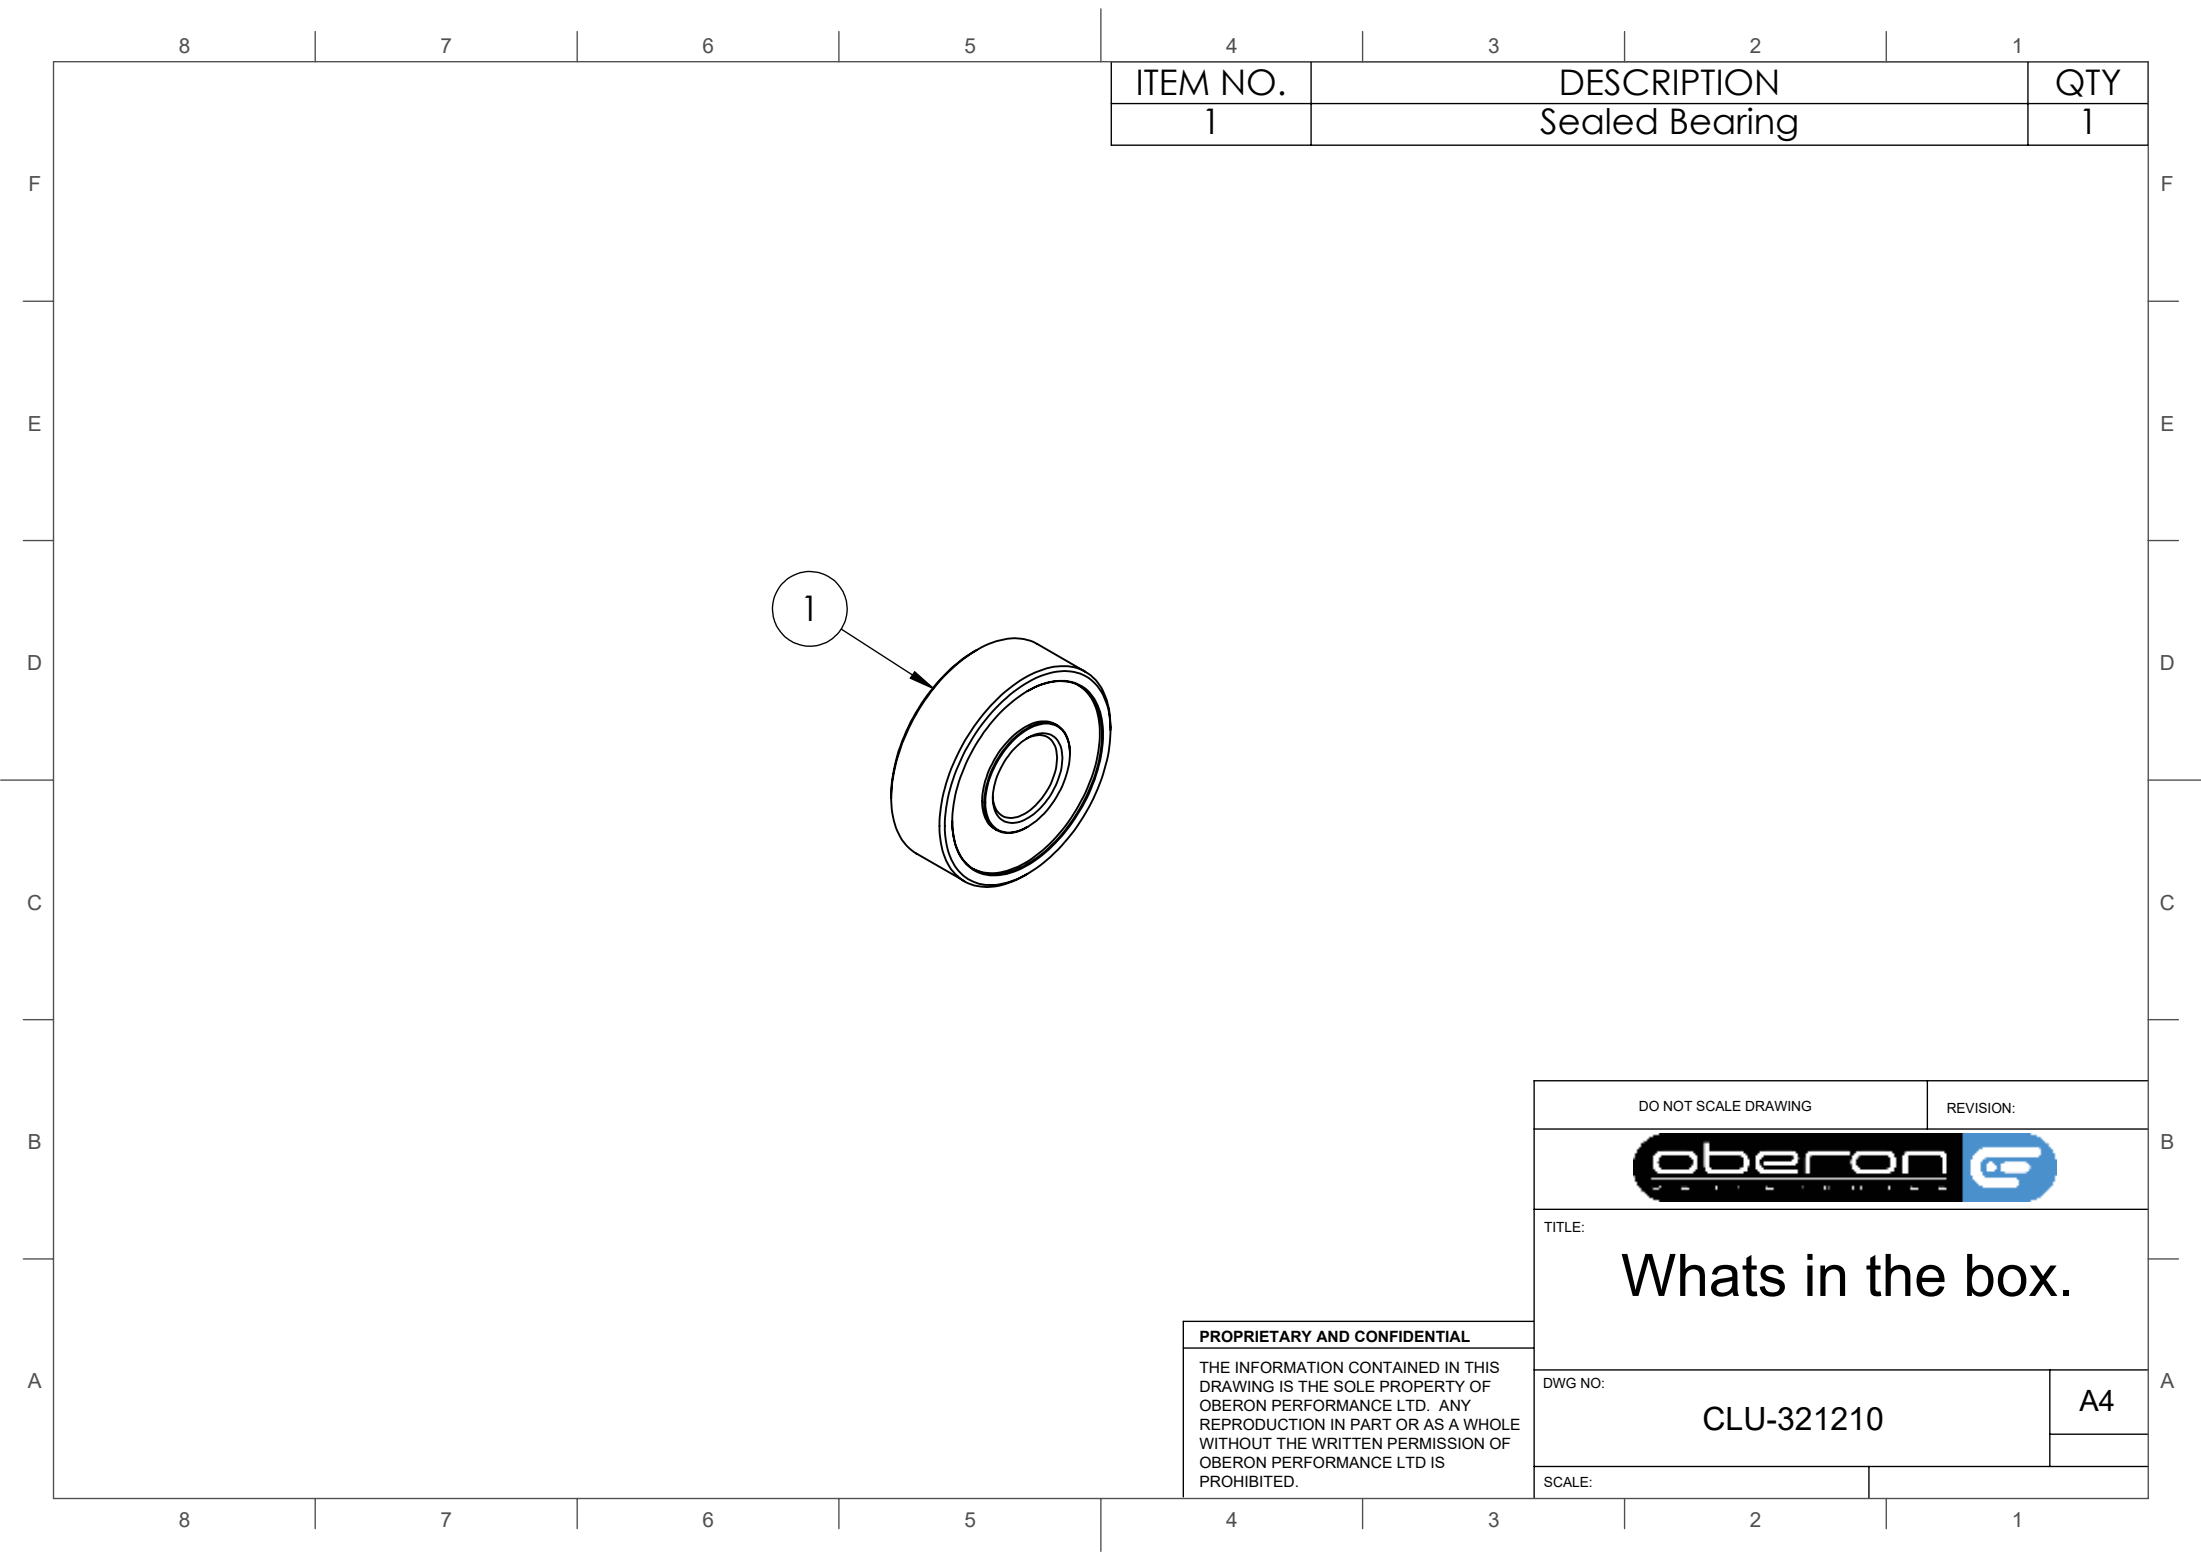 8 7 6 5 4 3 2 1
ITEM NO. DESCRIPTION QTY
1 Sealed Bearing 1
F F
E E
1
D D
C C
DO NOT SCALE DRAWING REVISION:
B B
oberon
TITLE:
Whats in the box.
PROPRIETARY AND CONFIDENTIAL
THE INFORMATION CONTAINED IN THIS
DRAWING IS THE SOLE PROPERTY OF
OBERON PERFORMANCE LTD. ANY
REPRODUCTION IN PART OR AS A WHOLE
WITHOUT THE WRITTEN PERMISSION OF
OBERON PERFORMANCE LTD IS
PROHIBITED.
A A
DWG NO:
CLU-321210
A4
SCALE:
8 7 6 5 4 3 2 1